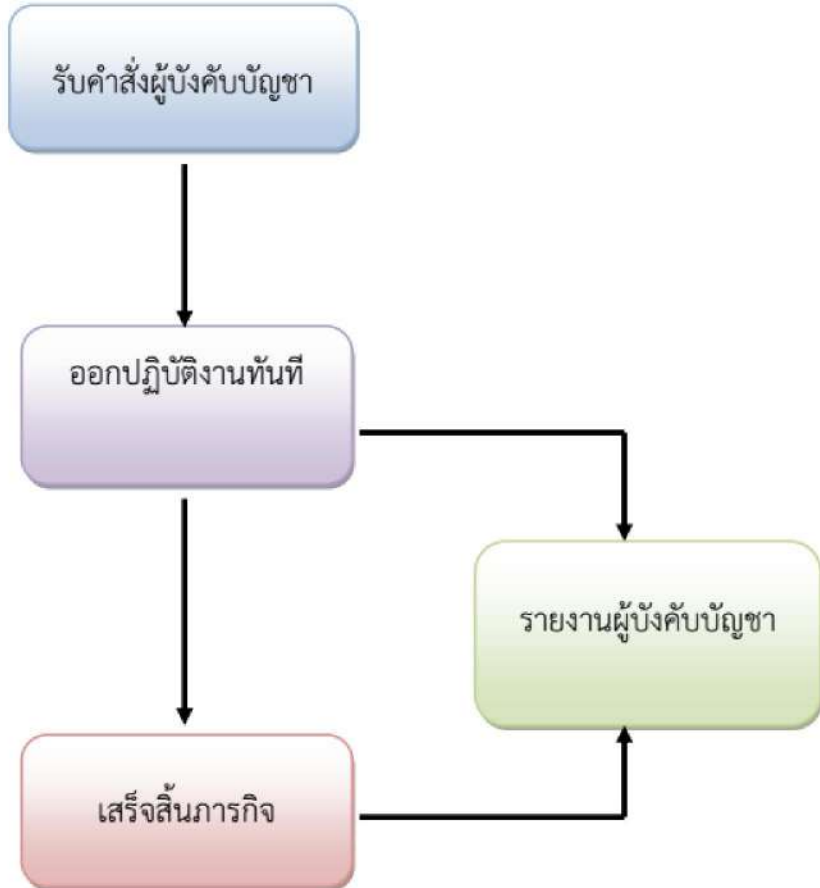 รับคำสั่งผู้บังคับบัญชา
ออกปฏิบัติงานทันที
รายงานผู้บังคับบัญชา
เสร็จสิ้นภารกิจ